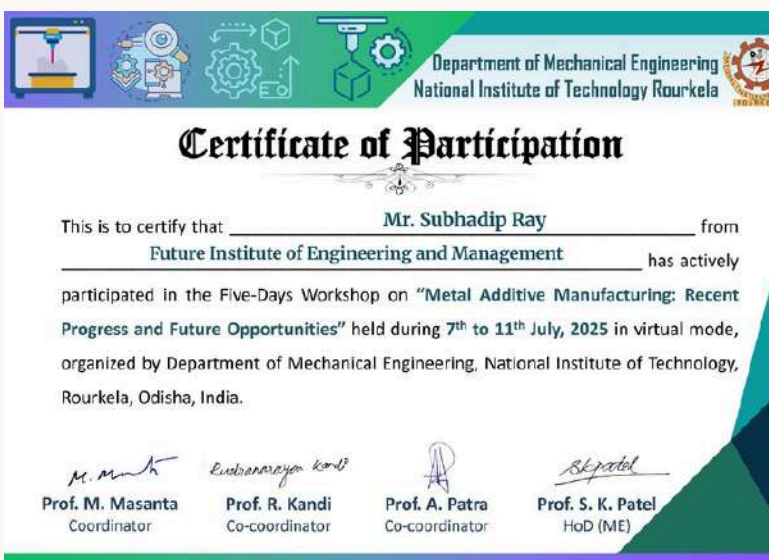 Department of Mechanical Engineering
National Institute of Technology Rourkela
Certificate of Participation
This is to certify that Mr. Subhadip Ray from
Future Institute of Engineering and Management has actively
participated in the Five-Days Workshop on “Metal Additive Manufacturing: Recent
Progress and Future Opportunities” held during 7th to 11th July, 2025 in virtual mode,
organized by Department of Mechanical Engineering, National Institute of Technology,
Rourkela, Odisha, India.
Rudranarayan Kandi
Skpatel
Prof. M. Masanta
Coordinator
Prof. R. Kandi
Co-coordinator
Prof. A. Patra
Co-coordinator
Prof. S. K. Patel
HoD (ME)